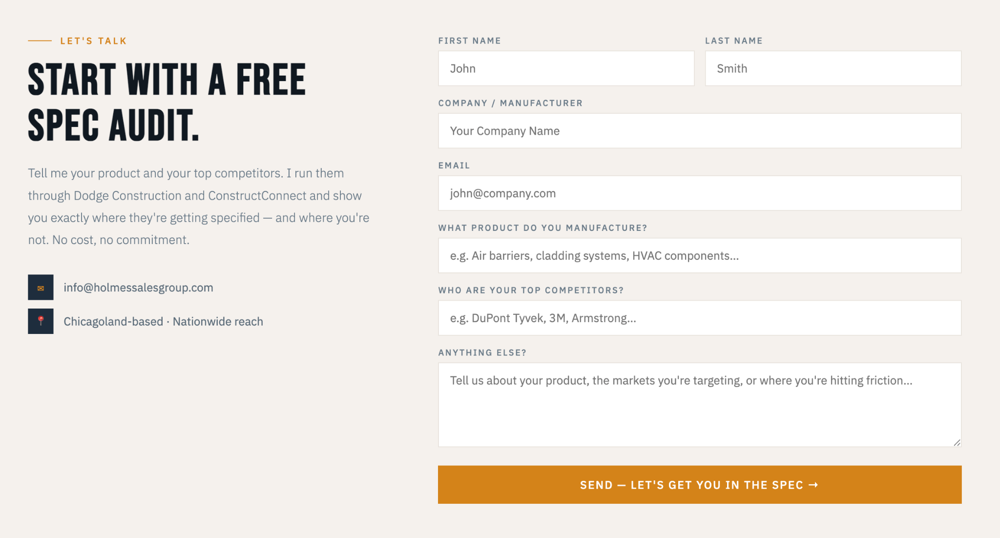 LET'S TALK
START WITH A FREE
SPEC AUDIT.
Tell me your product and your top competitors. I run them
through Dodge Construction and ConstructConnect and show
you exactly where they're getting specified — and where you're
not. No cost, no commitment.
info@holmessalesgroup.com
Chicagoland-based · Nationwide reach
FIRST NAME
John
LAST NAME
Smith
COMPANY / MANUFACTURER
Your Company Name
EMAIL
john@company.com
WHAT PRODUCT DO YOU MANUFACTURE?
e.g. Air barriers, cladding systems, HVAC components...
WHO ARE YOUR TOP COMPETITORS?
e.g. DuPont Tyvek, 3M, Armstrong...
ANYTHING ELSE?
Tell us about your product, the markets you're targeting, or where you're hitting friction...
SEND — LET'S GET YOU IN THE SPEC →